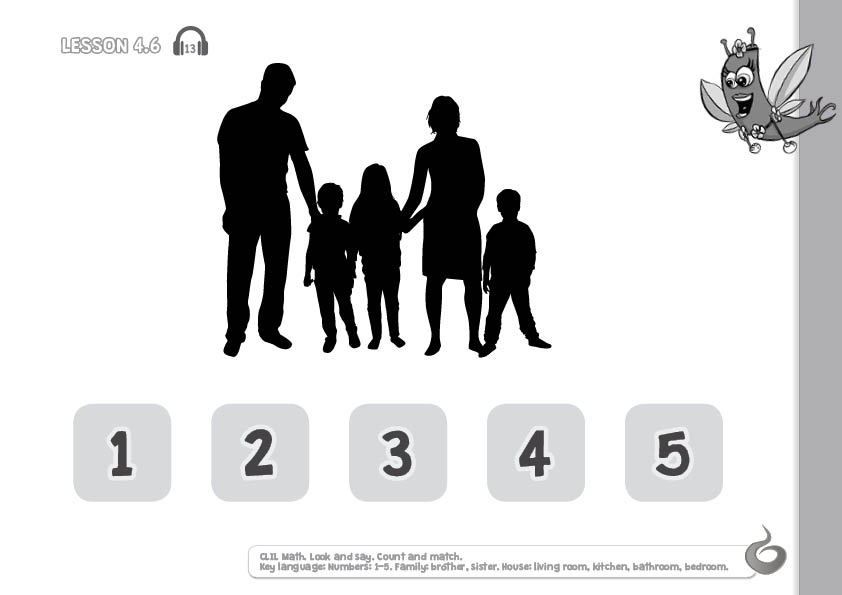 LESSON 4.6
13
1 2 3 4 5
CLIL Math. Look and say. Count and match.
Key language: Numbers: 1–5. Family: brother, sister. House: living room, kitchen, bathroom, bedroom.